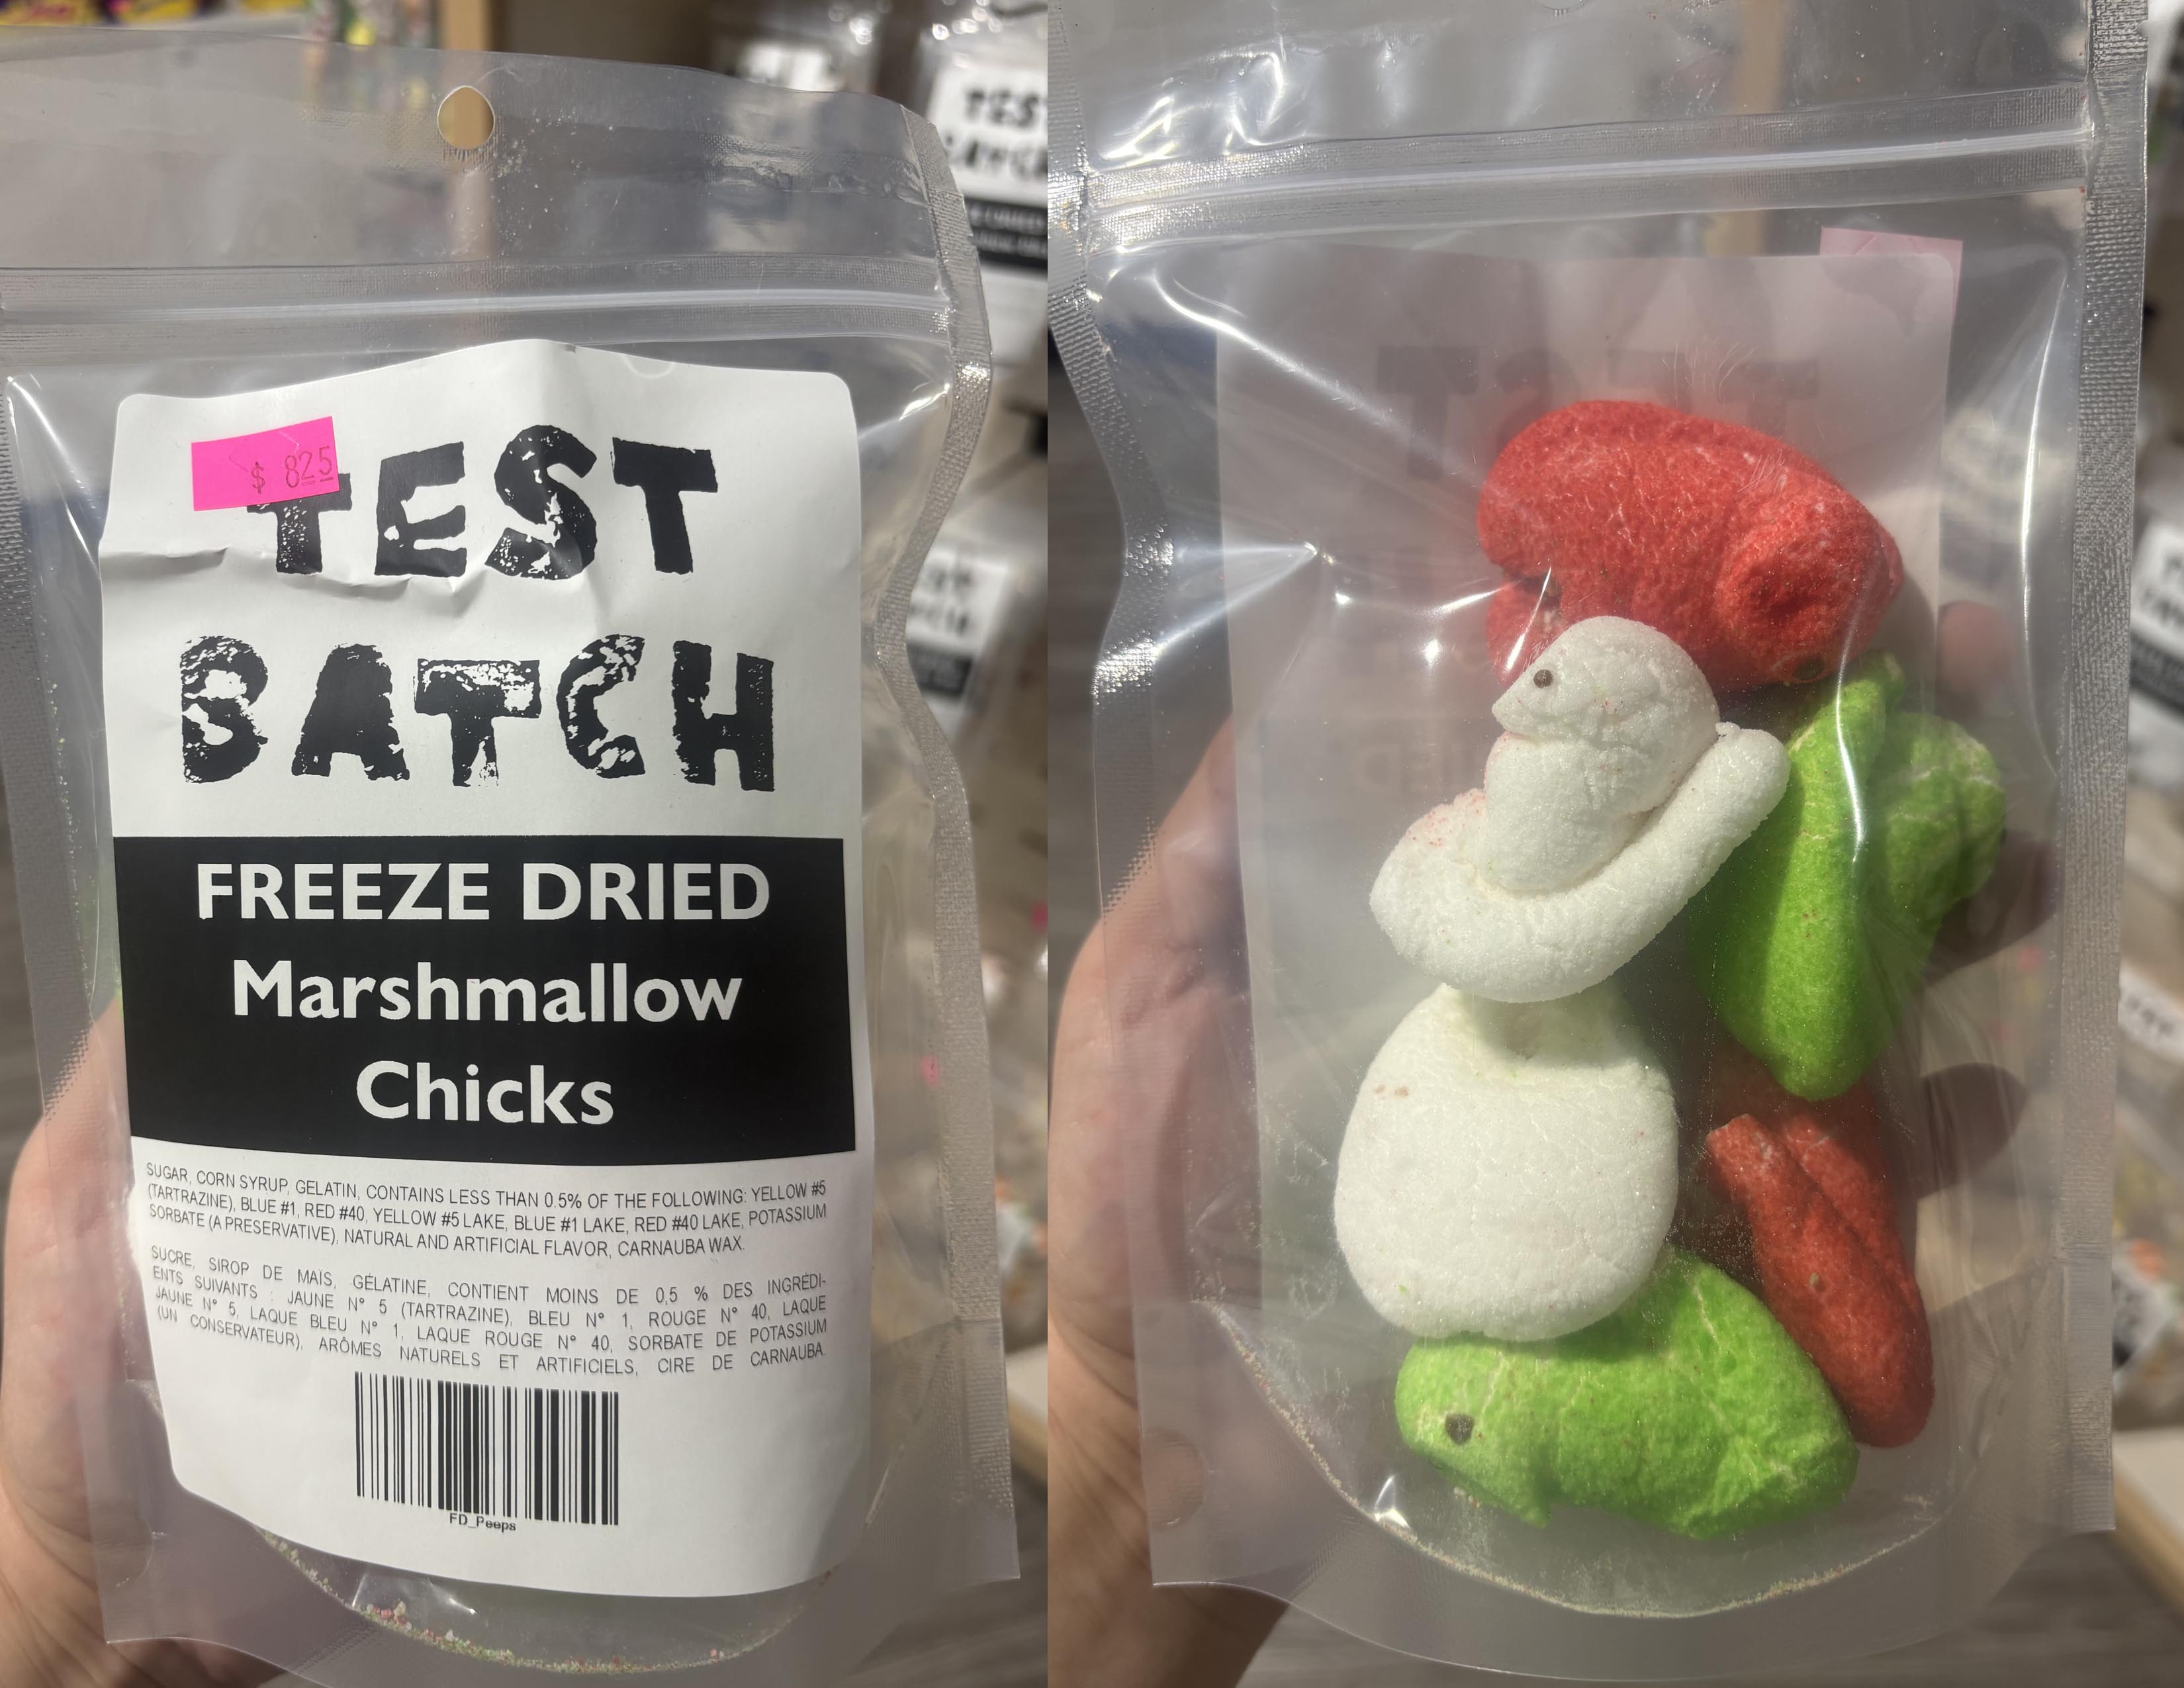 $ 825
TEST
BATCH
FREEZE DRIED
Marshmallow
Chicks
SUGAR, CORN SYRUP, GELATIN, CONTAINS LESS THAN 0.5% OF THE FOLLOWING: YELLOW #5
(TARTRAZINE), BLUE #1, RED #40, YELLOW #5 LAKE, BLUE #1 LAKE, RED #40 LAKE, POTASSIUM
SORBATE (A PRESERVATIVE), NATURAL AND ARTIFICIAL FLAVOR, CARNAUBA WAX.
SUCRE, SIROP DE MAÏS, GÉLATINE, CONTIENT MOINS DE 0,5 % DES INGRÉDI-
ENTS SUIVANTS : JAUNE N° 5 (TARTRAZINE), BLEU N° 1, ROUGE N° 40, LAQUE
JAUNE N° 5, LAQUE BLEU N° 1, LAQUE ROUGE N° 40, SORBATE DE POTASSIUM
(UN CONSERVATEUR), ARÔMES NATURELS ET ARTIFICIELS, CIRE DE CARNAUBA.
FD_Peeps